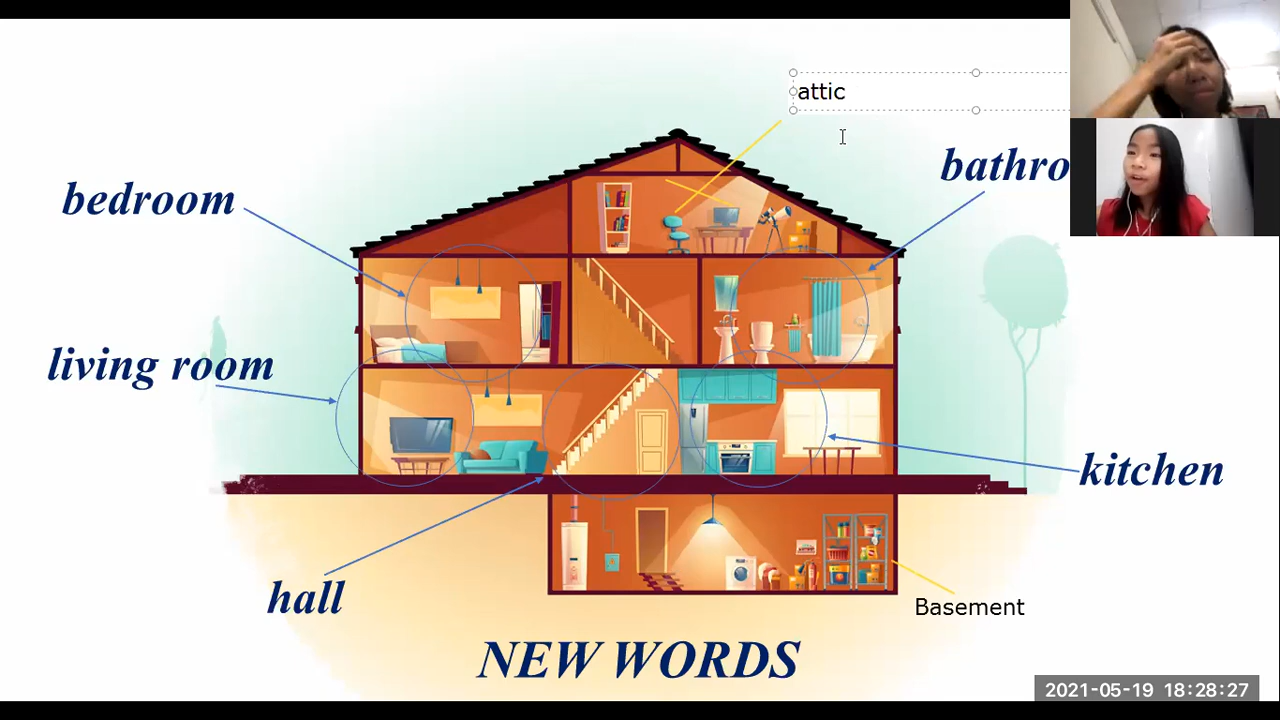 attic
bathro
bedroom
living room
kitchen
hall
Basement
NEW WORDS
2021-05-19 18:28:27